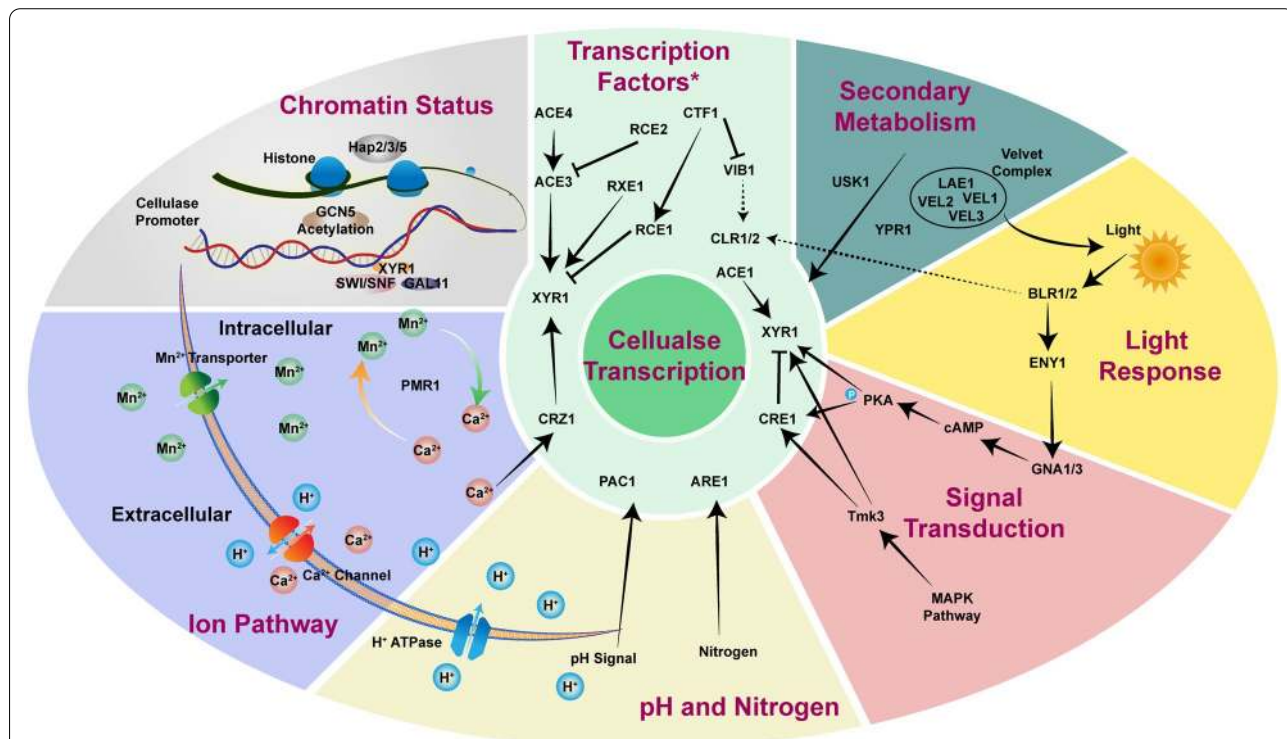 Chromatin Status
Hap2/3/5
Histone
GCN5
Acetylation
Cellulase
Promoter
XYR1
SWI/SNF
GAL11
Transcription
Factors*
ACE4
CTF1
RCE2
ACE3
VIB1
RXE1
RCE1
CLR1/2
XYR1
ACE1
XYR1
CRZ1
CRE1
PAC1
ARE1
Cellualse
Transcription
Secondary
Metabolism
USK1
YPR1
Velvet
Complex
LAE1
VEL2
VEL1
VEL3
Light
BLR1/2
ENY1
Light
Response
P
PKA
cAMP
GNA1/3
Signal
Transduction
Tmk3
MAPK
Pathway
Intracellular
Mn²⁺
Mn²⁺
Mn²⁺ Transporter
Mn²⁺
PMR1
Mn²⁺
Ca²⁺
Mn²⁺
Mn²⁺
Ca²⁺
Ca²⁺
Extracellular
H⁺
H⁺
Ca²⁺
H⁺
Ca²⁺
Ca²⁺ Channel
Ion Pathway
H⁺
H⁺
H⁺ ATPase
H⁺
H⁺
pH Signal
Nitrogen
pH and Nitrogen